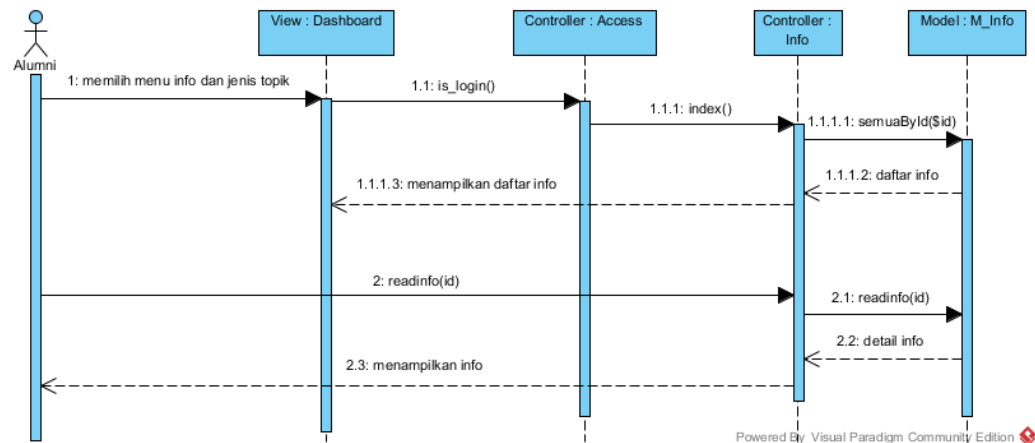 View : Dashboard
Controller : Access
Controller :
Info
Model : M_Info
Alumni
1: memilih menu info dan jenis topik
1.1: is_login()
1.1.1: index()
1.1.1.1: semuaById($id)
1.1.1.2: daftar info
1.1.1.3: menampilkan daftar info
2: readinfo(id)
2.1: readinfo(id)
2.2: detail info
2.3: menampilkan info
Powered By Visual Paradigm Community Edition